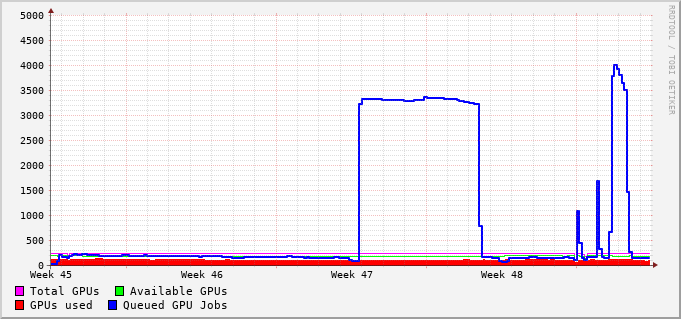 5000
4500
4000
3500
3000
2500
2000
1500
1000
500
0
Week 45 Week 46 Week 47 Week 48
Total GPUs Available GPUs
GPUs used Queued GPU Jobs
RRDTOOL / TOBI OETIKER